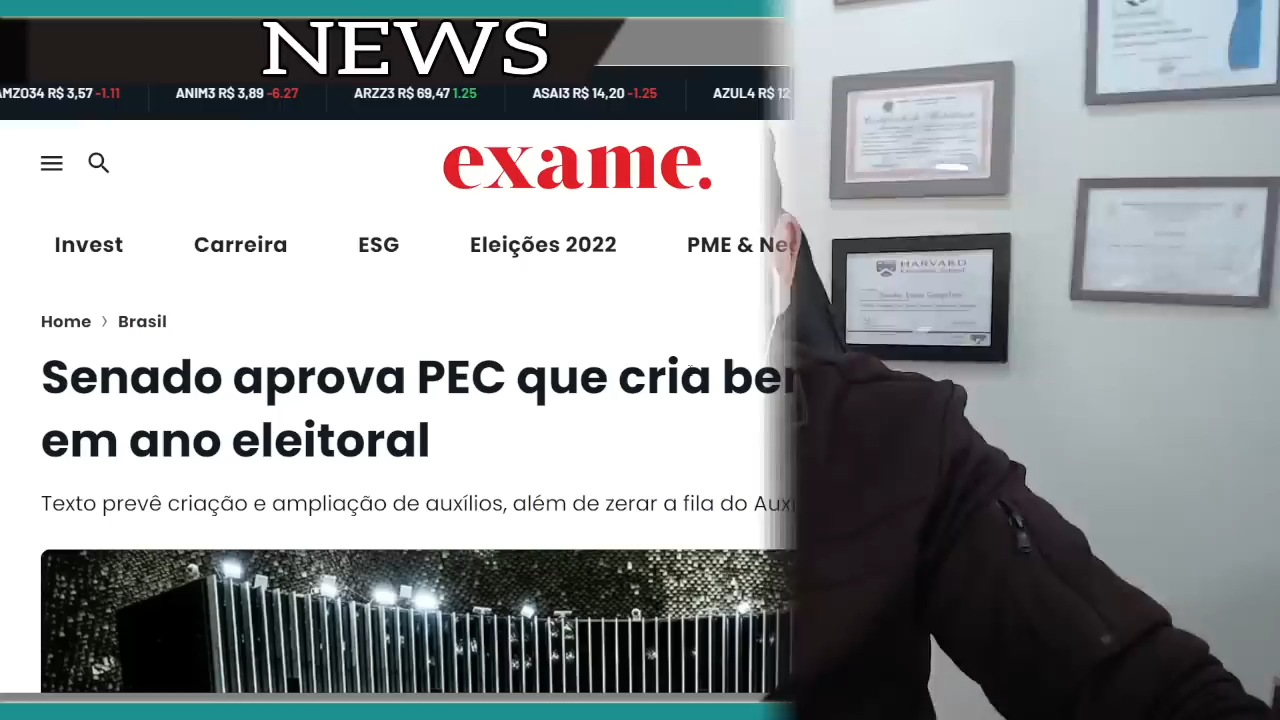 NEWS
AMZO34 R$ 3,57 -1.11 ANIM3 R$ 3,89 -6.27 ARZZ3 R$ 69,47 1.25 ASAI3 R$ 14,20 -1.25 AZUL4 R$ 12
exame.
Invest Carreira ESG Eleições 2022 PME & Ne
Home > Brasil
Senado aprova PEC que cria ben
em ano eleitoral
Texto prevê criação e ampliação de auxílios, além de zerar a fila do Aux
HARVARD